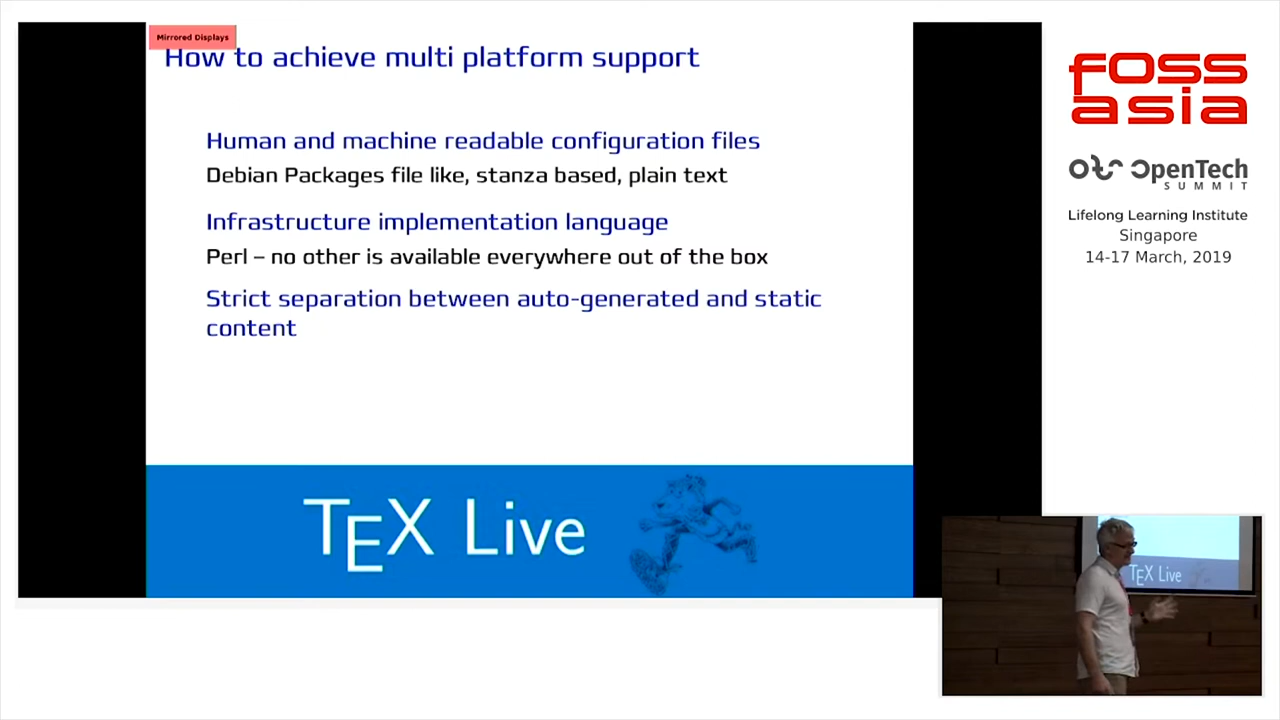 Mirrored Displays
How to achieve multi platform support
Human and machine readable configuration files
Debian Packages file like, stanza based, plain text
Infrastructure implementation language
Perl – no other is available everywhere out of the box
Strict separation between auto-generated and static
content
TEX Live
FOSS
asia
OpenTech
SUMMIT
Lifelong Learning Institute
Singapore
14-17 March, 2019
TEX Live